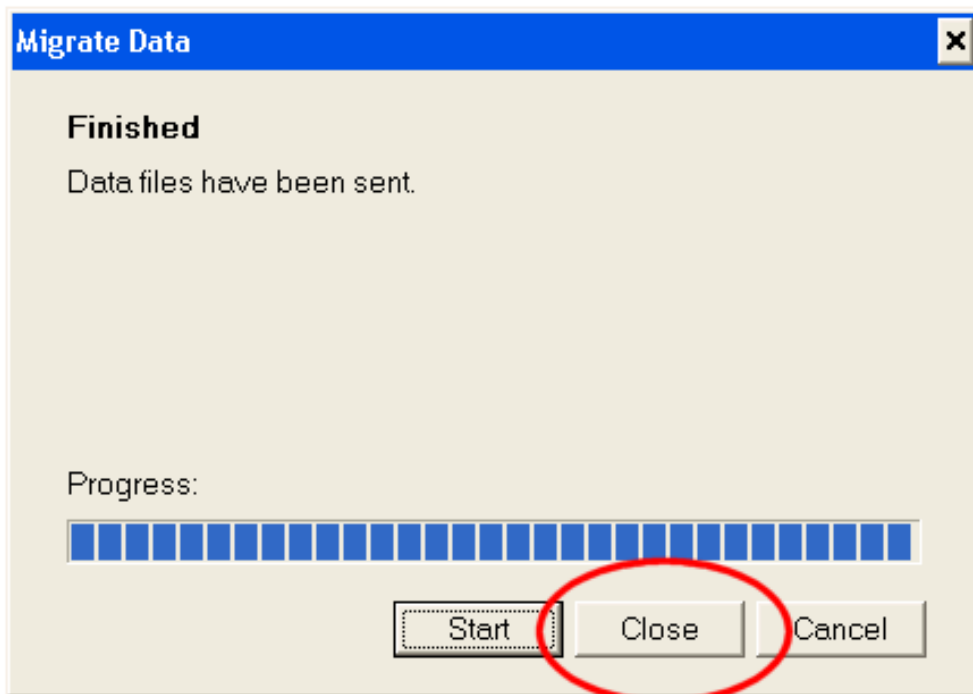 Migrate Data
Finished
Data files have been sent.
Progress:
Start Close Cancel